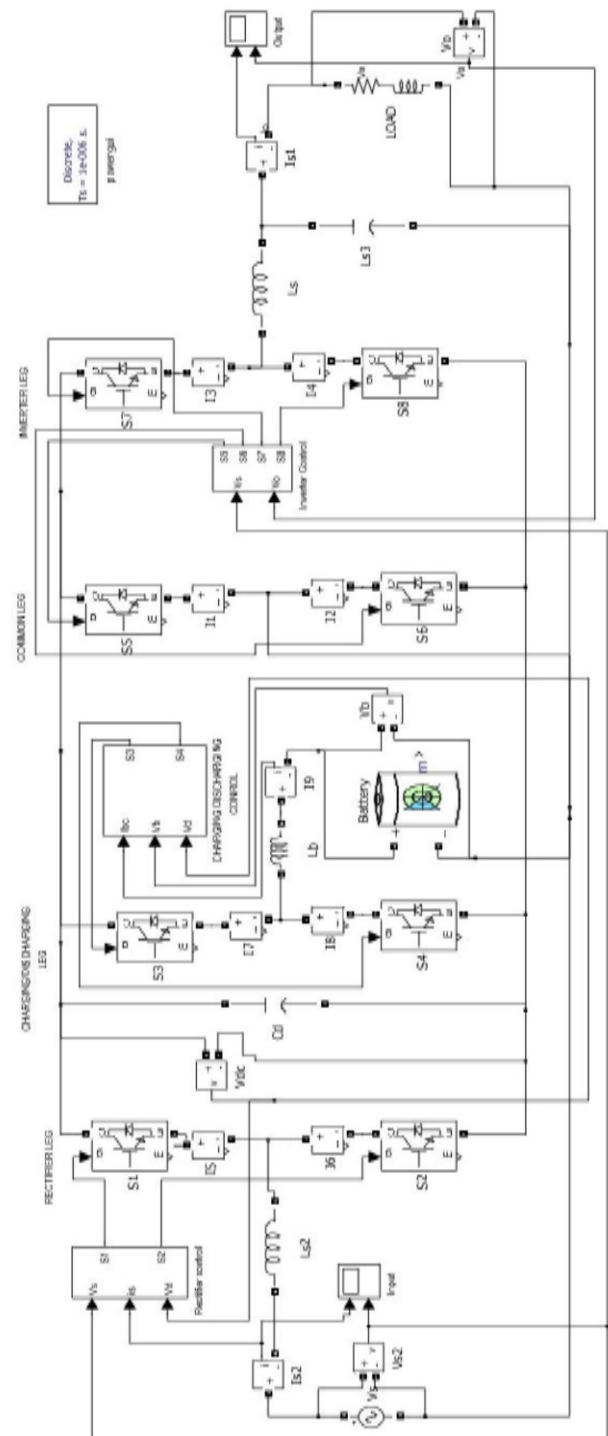 RECTIFIER LEG
CHARGING/DISCHARGING
LEG
COMMON LEG
INVERTER LEG
Discrete,
Ts = 1e-006 s.
powergui
Vs
is
Vd
S1
S2
Rectifier control
S1
I5
I6
S2
Ls2
Is2
Vs
Vs2
Input
Vdc
Cd
Ibc
Vb
Vd
S3
S4
CHARGING DISCHARGING
CONROL
S3
I7
I8
S4
Lb
I9
Battery
m
Vb
S5
I1
I2
S6
Vs
Vo
S5
S6
S7
S8
Inverter Control
S7
I3
I4
S8
Ls
Ls3
Is1
Output
LOAD
Vo